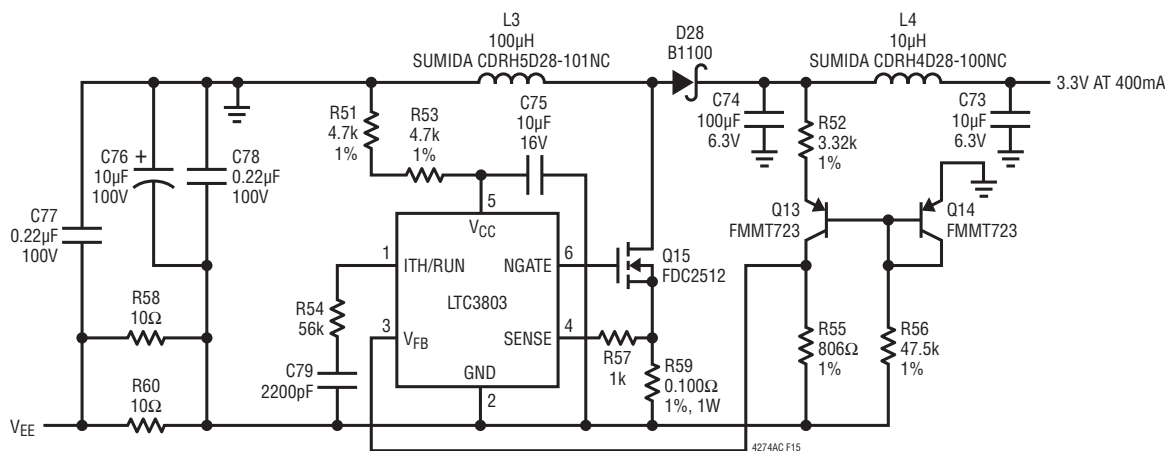 L3
100µH
SUMIDA CDRH5D28-101NC
D28
B1100
L4
10µH
SUMIDA CDRH4D28-100NC
3.3V AT 400mA
R51
4.7k
1%
R53
4.7k
1%
C75
10µF
16V
C74
100µF
6.3V
R52
3.32k
1%
C73
10µF
6.3V
C76
10µF
100V
+
C78
0.22µF
100V
C77
0.22µF
100V
5
VCC
1
ITH/RUN
NGATE
6
Q15
FDC2512
Q13
FMMT723
Q14
FMMT723
R54
56k
LTC3803
3
VFB
SENSE
4
R57
1k
R58
10Ω
C79
2200pF
GND
2
R59
0.100Ω
1%, 1W
R55
806Ω
1%
R56
47.5k
1%
R60
10Ω
VEE
4274AC F15